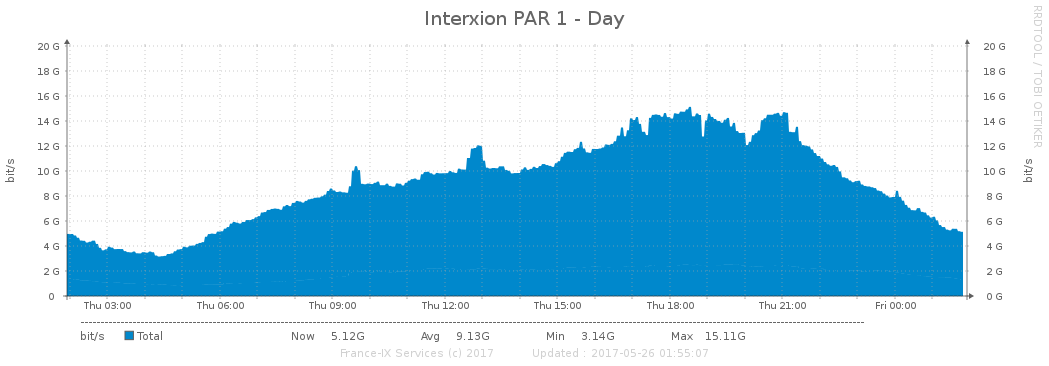 Interxion PAR 1 - Day
RRDTOOL / TOBI OETIKER
bit/s
20 G 20 G
18 G 18 G
16 G 16 G
14 G 14 G
12 G 12 G
10 G 10 G
8 G 8 G
6 G 6 G
4 G 4 G
2 G 2 G
0 0 G
bit/s
Thu 03:00 Thu 06:00 Thu 09:00 Thu 12:00 Thu 15:00 Thu 18:00 Thu 21:00 Fri 00:00
bit/s Total Now 5.12G Avg 9.13G Min 3.14G Max 15.11G
France-IX Services (c) 2017 Updated : 2017-05-26 01:55:07